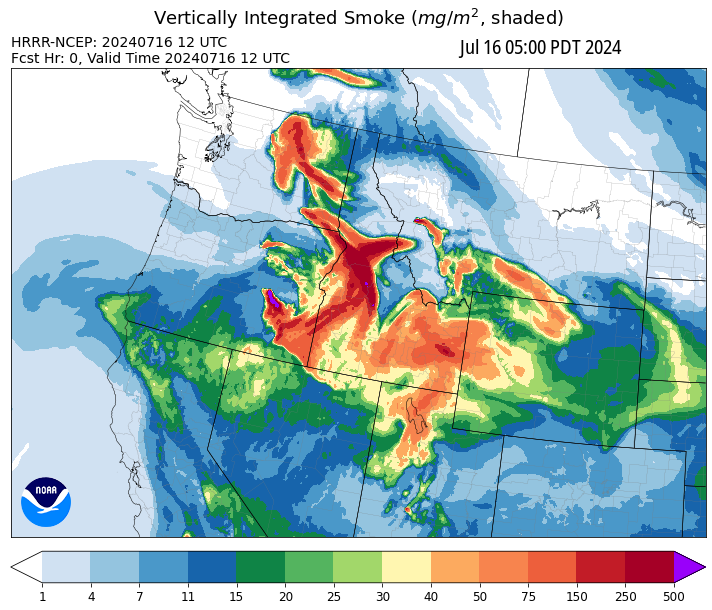 Vertically Integrated Smoke (mg/m², shaded)
HRRR-NCEP: 20240716 12 UTC
Jul 16 05:00 PDT 2024
Fcst Hr: 0, Valid Time 20240716 12 UTC
NOAA
1 4 7 11 15 20 25 30 40 50 75 150 250 500